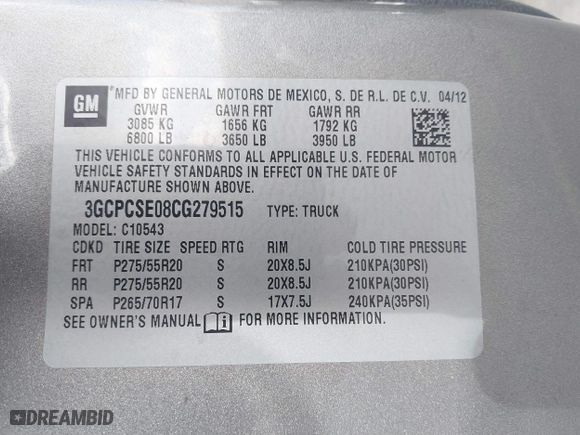 GM
MFD BY GENERAL MOTORS DE MEXICO, S. DE R.L. DE C.V. 04/12
GVWR GAWR FRT GAWR RR
3085 KG 1656 KG 1792 KG
6800 LB 3650 LB 3950 LB
THIS VEHICLE CONFORMS TO ALL APPLICABLE U.S. FEDERAL MOTOR
VEHICLE SAFETY STANDARDS IN EFFECT ON THE DATE OF
MANUFACTURE SHOWN ABOVE.
3GCPCSE08CG279515 TYPE: TRUCK
MODEL: C10543
CDKD TIRE SIZE SPEED RTG RIM COLD TIRE PRESSURE
FRT P275/55R20 S 20X8.5J 210KPA(30PSI)
RR P275/55R20 S 20X8.5J 210KPA(30PSI)
SPA P265/70R17 S 17X7.5J 240KPA(35PSI)
SEE OWNER'S MANUAL FOR MORE INFORMATION.
DREAMBID